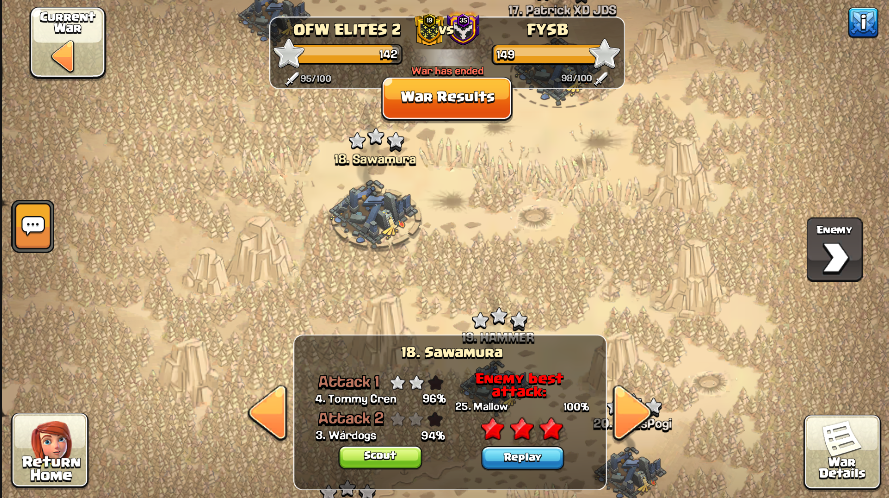 17. Patrick XD JDS
Current War
OFW ELITES 2
19
VS
35
FYSB
142
149
95/100
War has ended
98/100
War Results
18. Sawamura
Enemy
19. HAMMER
18. Sawamura
Attack 1
4. Tommy Cren 96%
Attack 2
3. Wärdogs 94%
Scout
Enemy best
attack:
25. Mallow 100%
Replay
Return
Home
War
Details